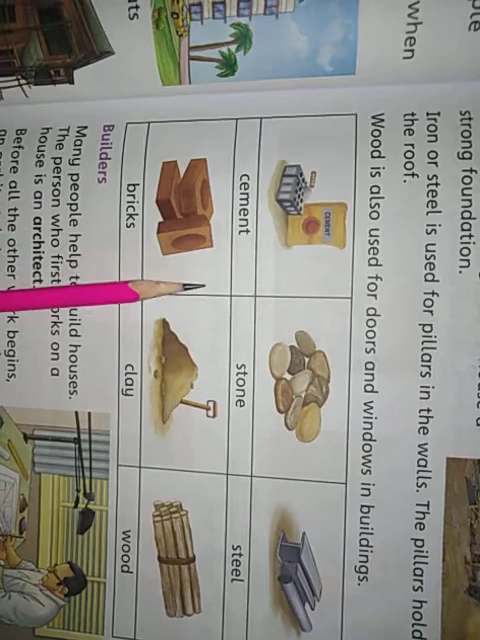 when
strong foundation.
Iron or steel is used for pillars in the walls. The pillars hold
the roof.
Wood is also used for doors and windows in buildings.
CEMENT
cement stone steel
bricks clay wood
Builders
Many people help to build houses.
The person who first works on a
house is an architect.
Before all the other begins,